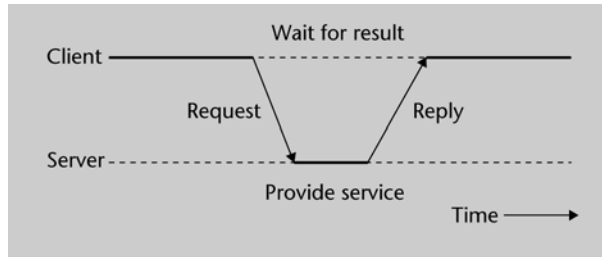 Wait for result
Client
Request
Reply
Server
Provide service
Time